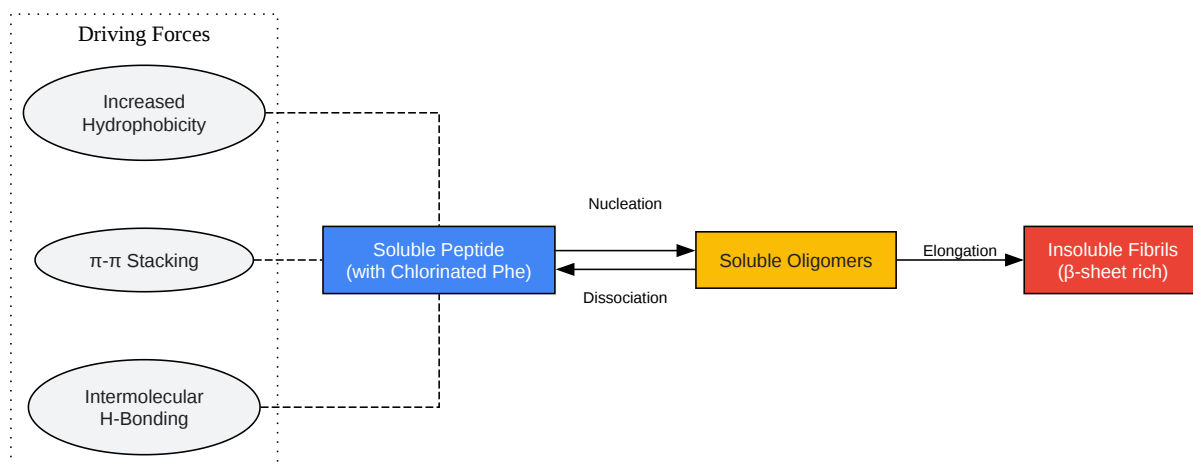 Driving Forces
Increased
Hydrophobicity
π-π Stacking
Intermolecular
H-Bonding
Soluble Peptide
(with Chlorinated Phe)
Nucleation
Dissociation
Soluble Oligomers
Elongation
Insoluble Fibrils
(β-sheet rich)